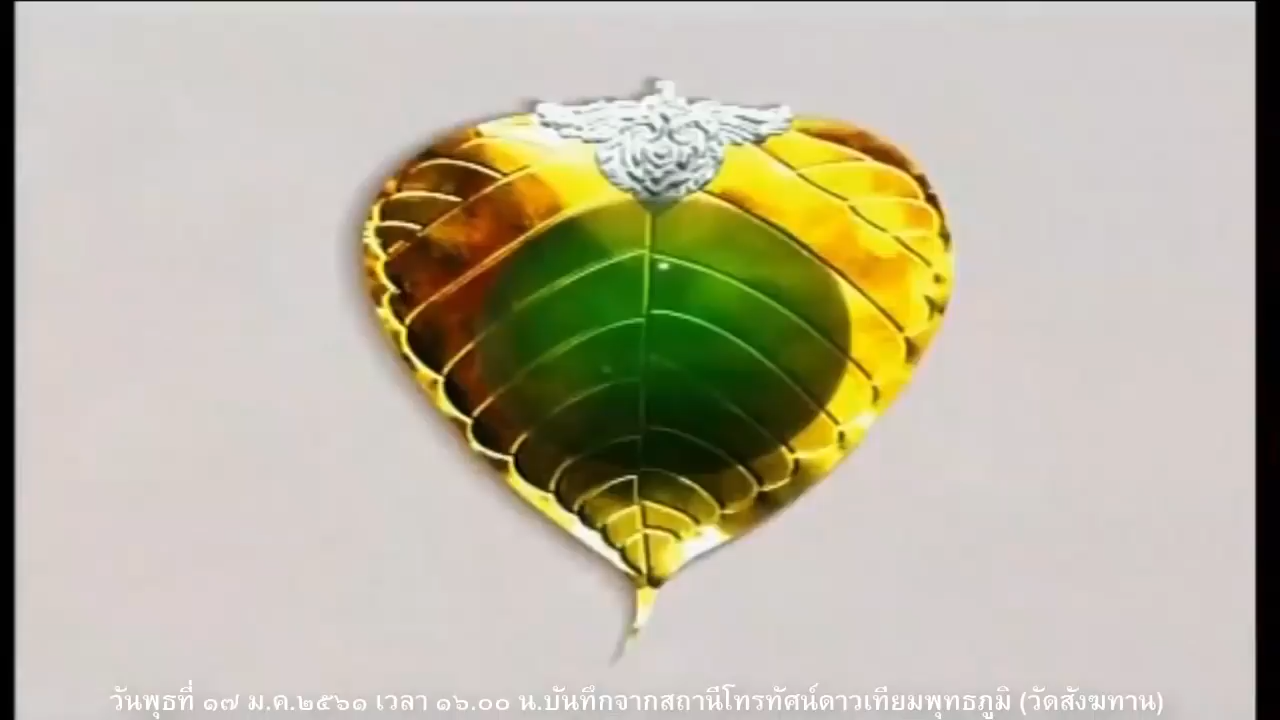 วันพุธที่ ๑๗ ม.ค.๒๕๖๑ เวลา ๑๖.๐๐ น.บันทึกจากสถานีโทรทัศน์ดาวเทียมพุทธภูมิ (วัดสังฆทาน)